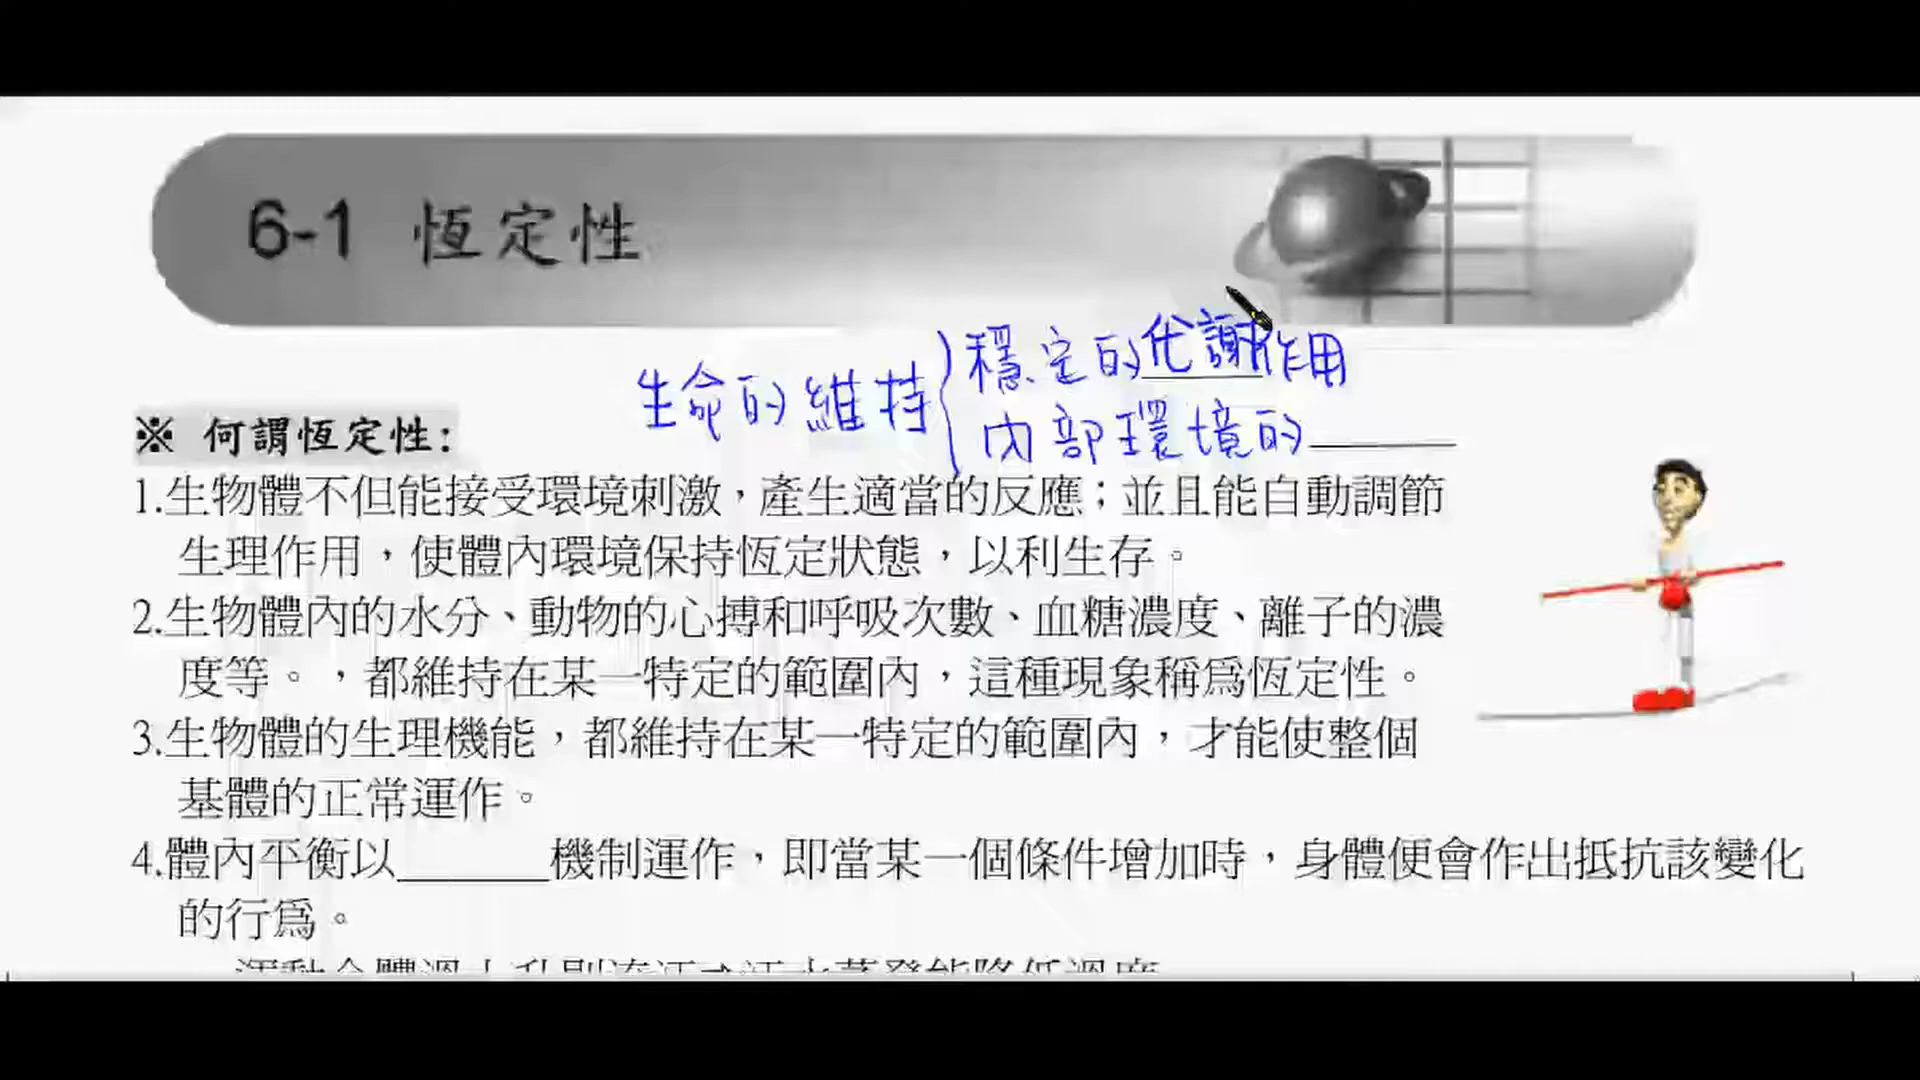 6-1 恆定性
生命的維持
穩定的代謝作用
內部環境的______
※ 何謂恆定性:
1.生物體不但能接受環境刺激，產生適當的反應；並且能自動調節
生理作用，使體內環境保持恆定狀態，以利生存。
2.生物體內的水分、動物的心搏和呼吸次數、血糖濃度、離子的濃
度等。，都維持在某一特定的範圍內，這種現象稱為恆定性。
3.生物體的生理機能，都維持在某一特定的範圍內，才能使整個
基體的正常運作。
4.體內平衡以______機制運作，即當某一個條件增加時，身體便會作出抵抗該變化
的行為。